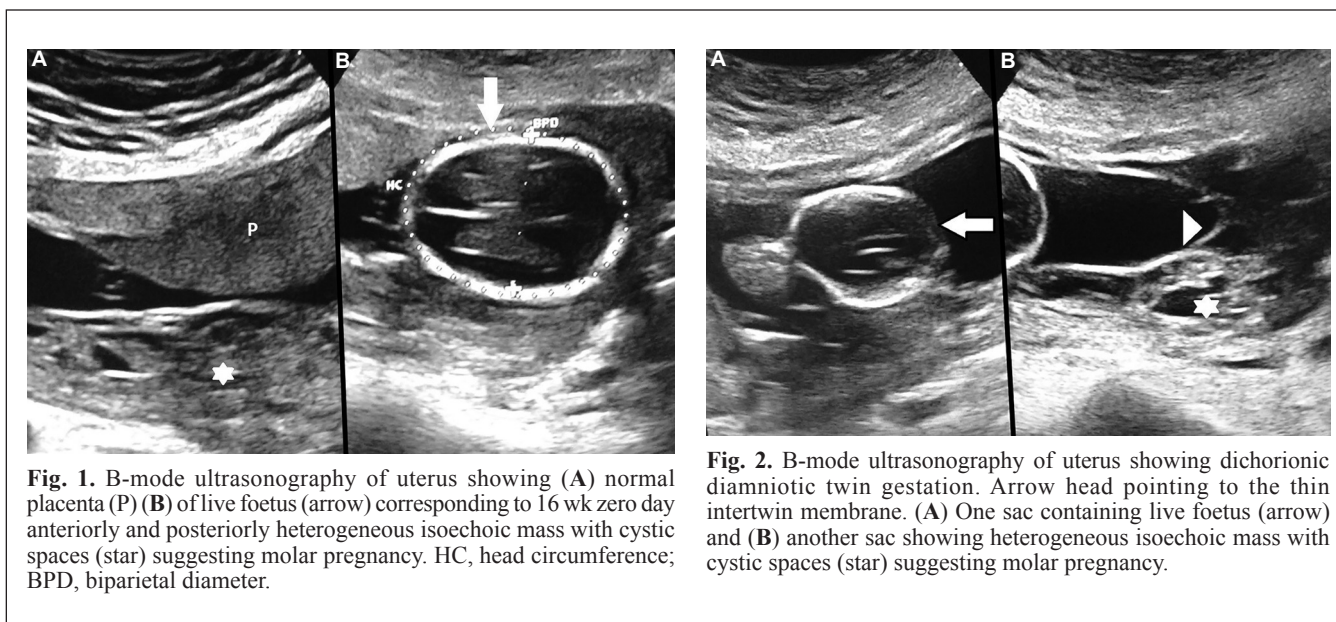 A
B
BPD
HC
P
Fig. 1. B-mode ultrasonography of uterus showing (A) normal
placenta (P) (B) of live foetus (arrow) corresponding to 16 wk zero day
anteriorly and posteriorly heterogeneous isoechoic mass with cystic
spaces (star) suggesting molar pregnancy. HC, head circumference;
BPD, biparietal diameter.
A
B
Fig. 2. B-mode ultrasonography of uterus showing dichorionic
diamniotic twin gestation. Arrow head pointing to the thin
intertwin membrane. (A) One sac containing live foetus (arrow)
and (B) another sac showing heterogeneous isoechoic mass with
cystic spaces (star) suggesting molar pregnancy.